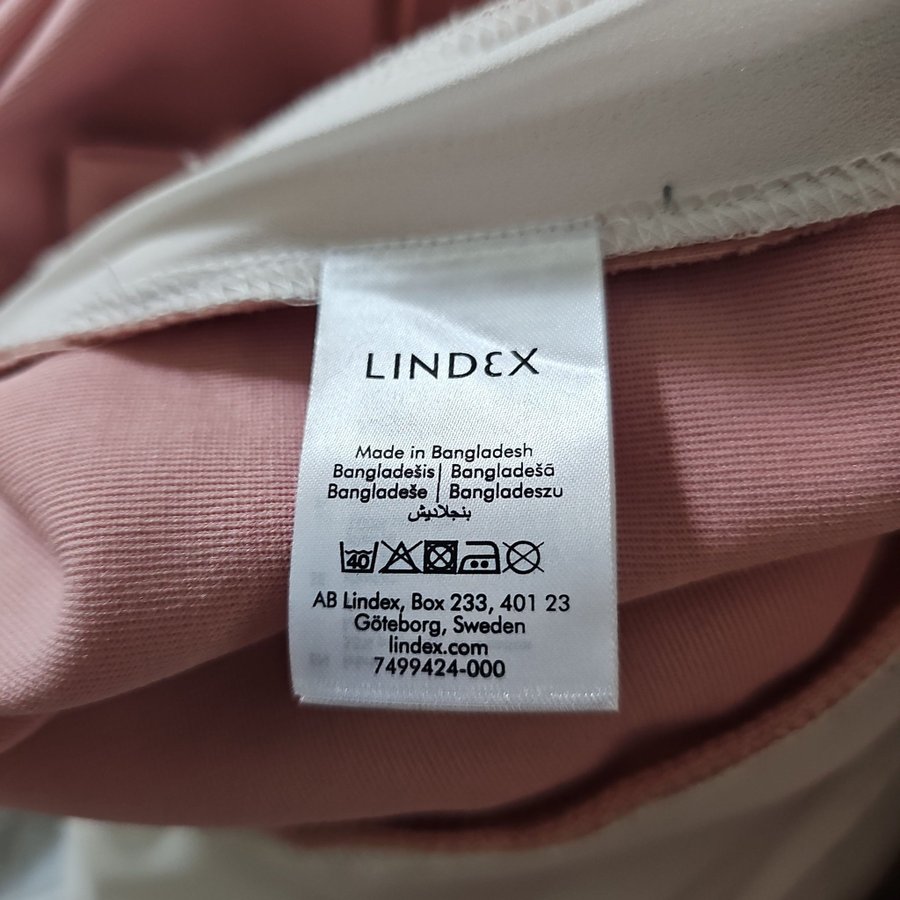 LINDEX
Made in Bangladesh
Bangladešis | Bangladešā
Bangladeše | Bangladeszu
بنجلاديش
40
AB Lindex, Box 233, 401 23
Göteborg, Sweden
lindex.com
7499424-000